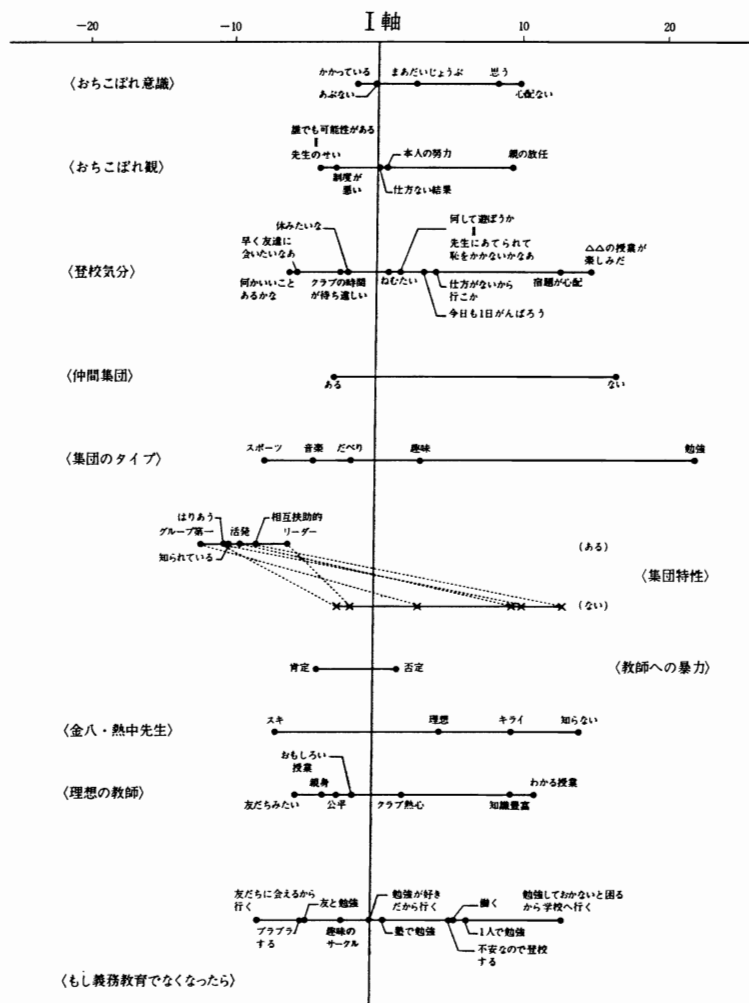 I 軸
−20
−10
0
10
20
〈おちこぼれ意識〉
かかっている
まあだいじょうぶ
思う
あぶない
心配ない
誰でも可能性がある
‖
先生のせい
本人の努力
親の放任
〈おちこぼれ観〉
制度が
悪い
仕方ない結果
休みたいな
早く友達に
会いたいなあ
何して遊ぼうか
‖
先生にあてられて
恥をかかないかなあ
△△の授業が
楽しみだ
〈登校気分〉
何かいいこと
あるかな
クラブの時間
が待ち遠しい
ねむたい
仕方がないから
行こか
宿題が心配
今日も1日がんばろう
〈仲間集団〉
ある
ない
〈集団のタイプ〉
スポーツ
音楽
だべり
趣味
勉強
はりあう
相互扶助的
グループ第一
活発
リーダー
知られている
(ある)
〈集団特性〉
(ない)
肯定
否定
〈教師への暴力〉
〈金八・熱中先生〉
スキ
理想
キライ
知らない
おもしろい
授業
〈理想の教師〉
親身
わかる授業
友だちみたい
公平
クラブ熱心
知識豊富
友だちに会えるから
行く
友と勉強
勉強が好き
だから行く
働く
勉強しておかないと困る
から学校へ行く
ブラブラ
する
趣味の
サークル
塾で勉強
1人で勉強
不安なので登校
する
〈もし義務教育でなくなったら〉